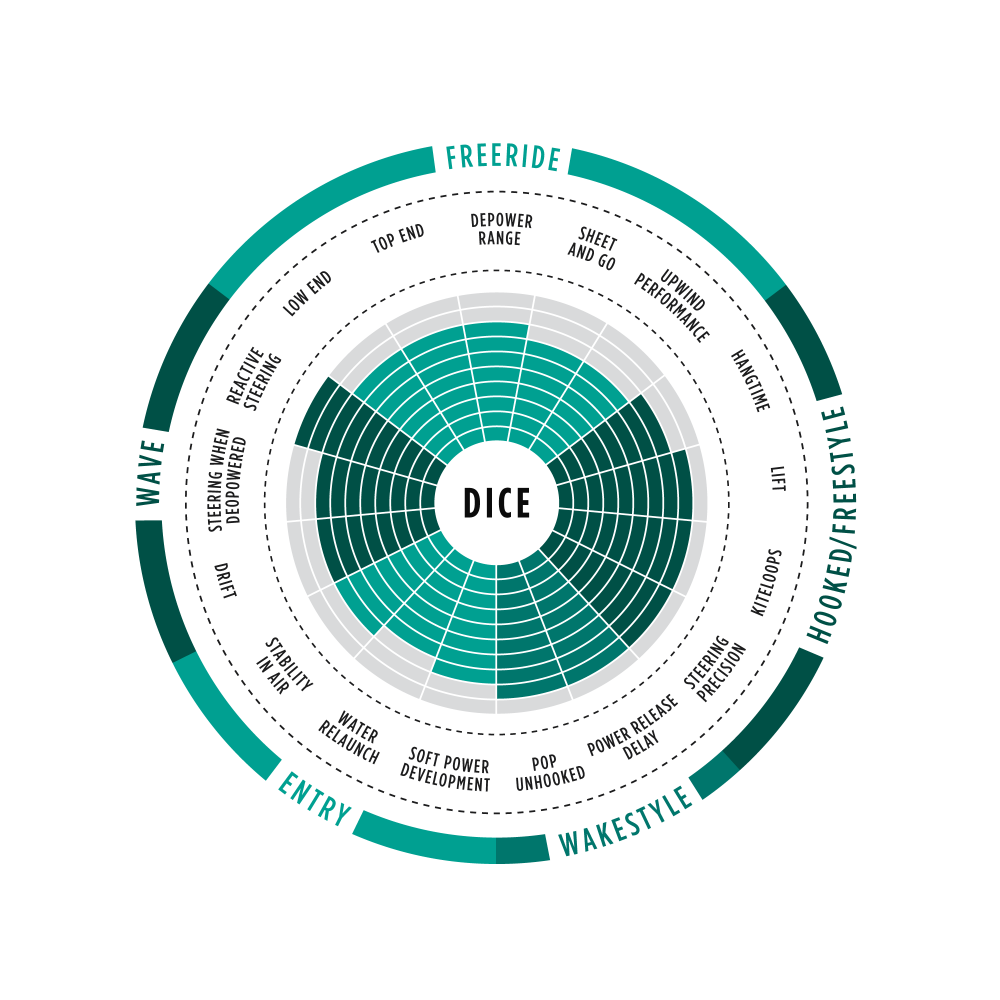 FREERIDE
DEPOWER
RANGE
SHEET
AND GO
UPWIND
PERFORMANCE
HANGTIME
LIFT
KITELOOPS
STEERING
PRECISION
POWER RELEASE
DELAY
POP
UNHOOKED
SOFT POWER
DEVELOPMENT
WATER
RELAUNCH
STABILITY
IN AIR
DRIFT
STEERING WHEN
DEOPOWERED
REACTIVE
STEERING
LOW END
TOP END
HOOKED/FREESTYLE
WAKESTYLE
ENTRY
WAVE
DICE